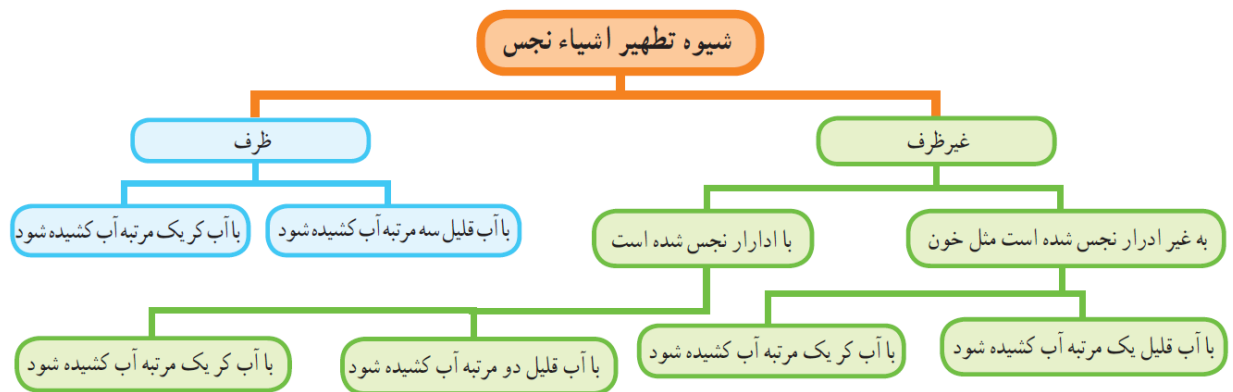 شیوه تطهیر اشیاء نجس
غیرظرف
ظرف
به غیر ادرار نجس شده است مثل خون
با ادارار نجس شده است
با آب قلیل سه مرتبه آب کشیده شود
با آب کر یک مرتبه آب کشیده شود
با آب قلیل یک مرتبه آب کشیده شود
با آب کر یک مرتبه آب کشیده شود
با آب قلیل دو مرتبه آب کشیده شود
با آب کر یک مرتبه آب کشیده شود